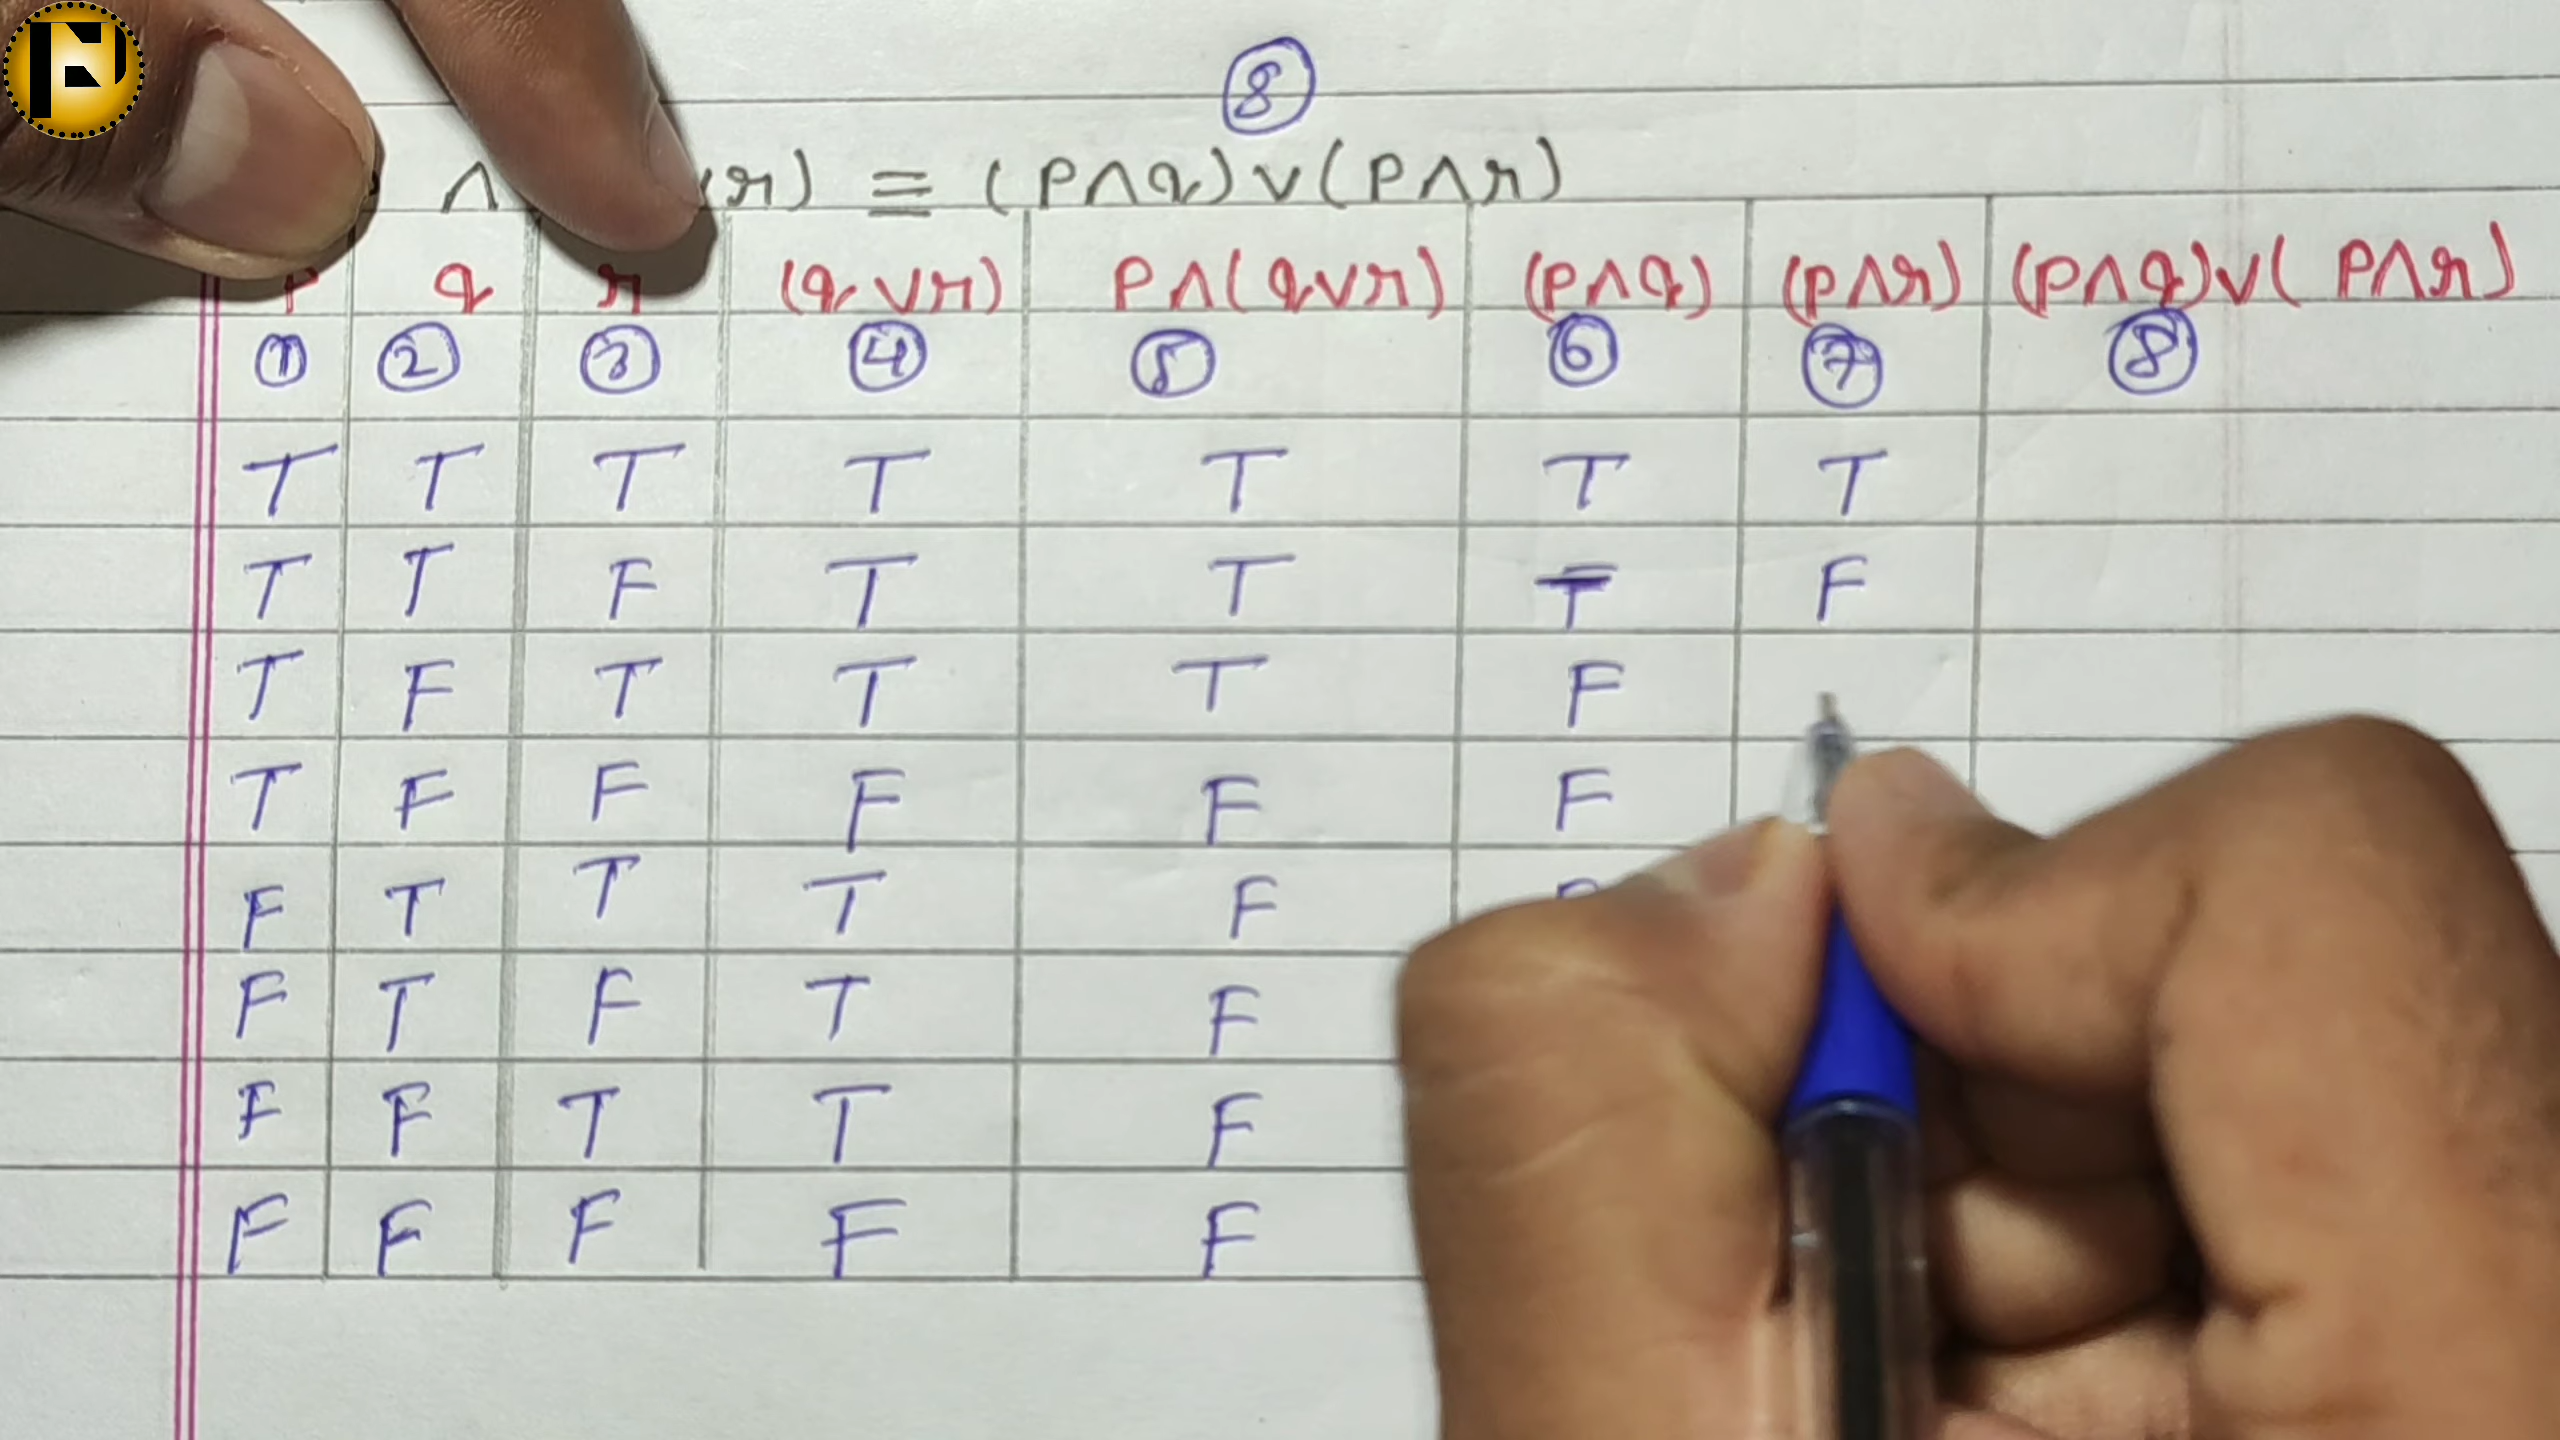 8
∧ r) ≡ (p∧q)∨(p∧r)
q r (q∨r) p∧(q∨r) (p∧q) (p∧r) (p∧q)∨(p∧r)
1 2 3 4 5 6 7 8
T T T T T T T
T T F T T T F
T F T T T F
T F F F F F
F T T T F
F T F T F
F F T T F
F F F F F